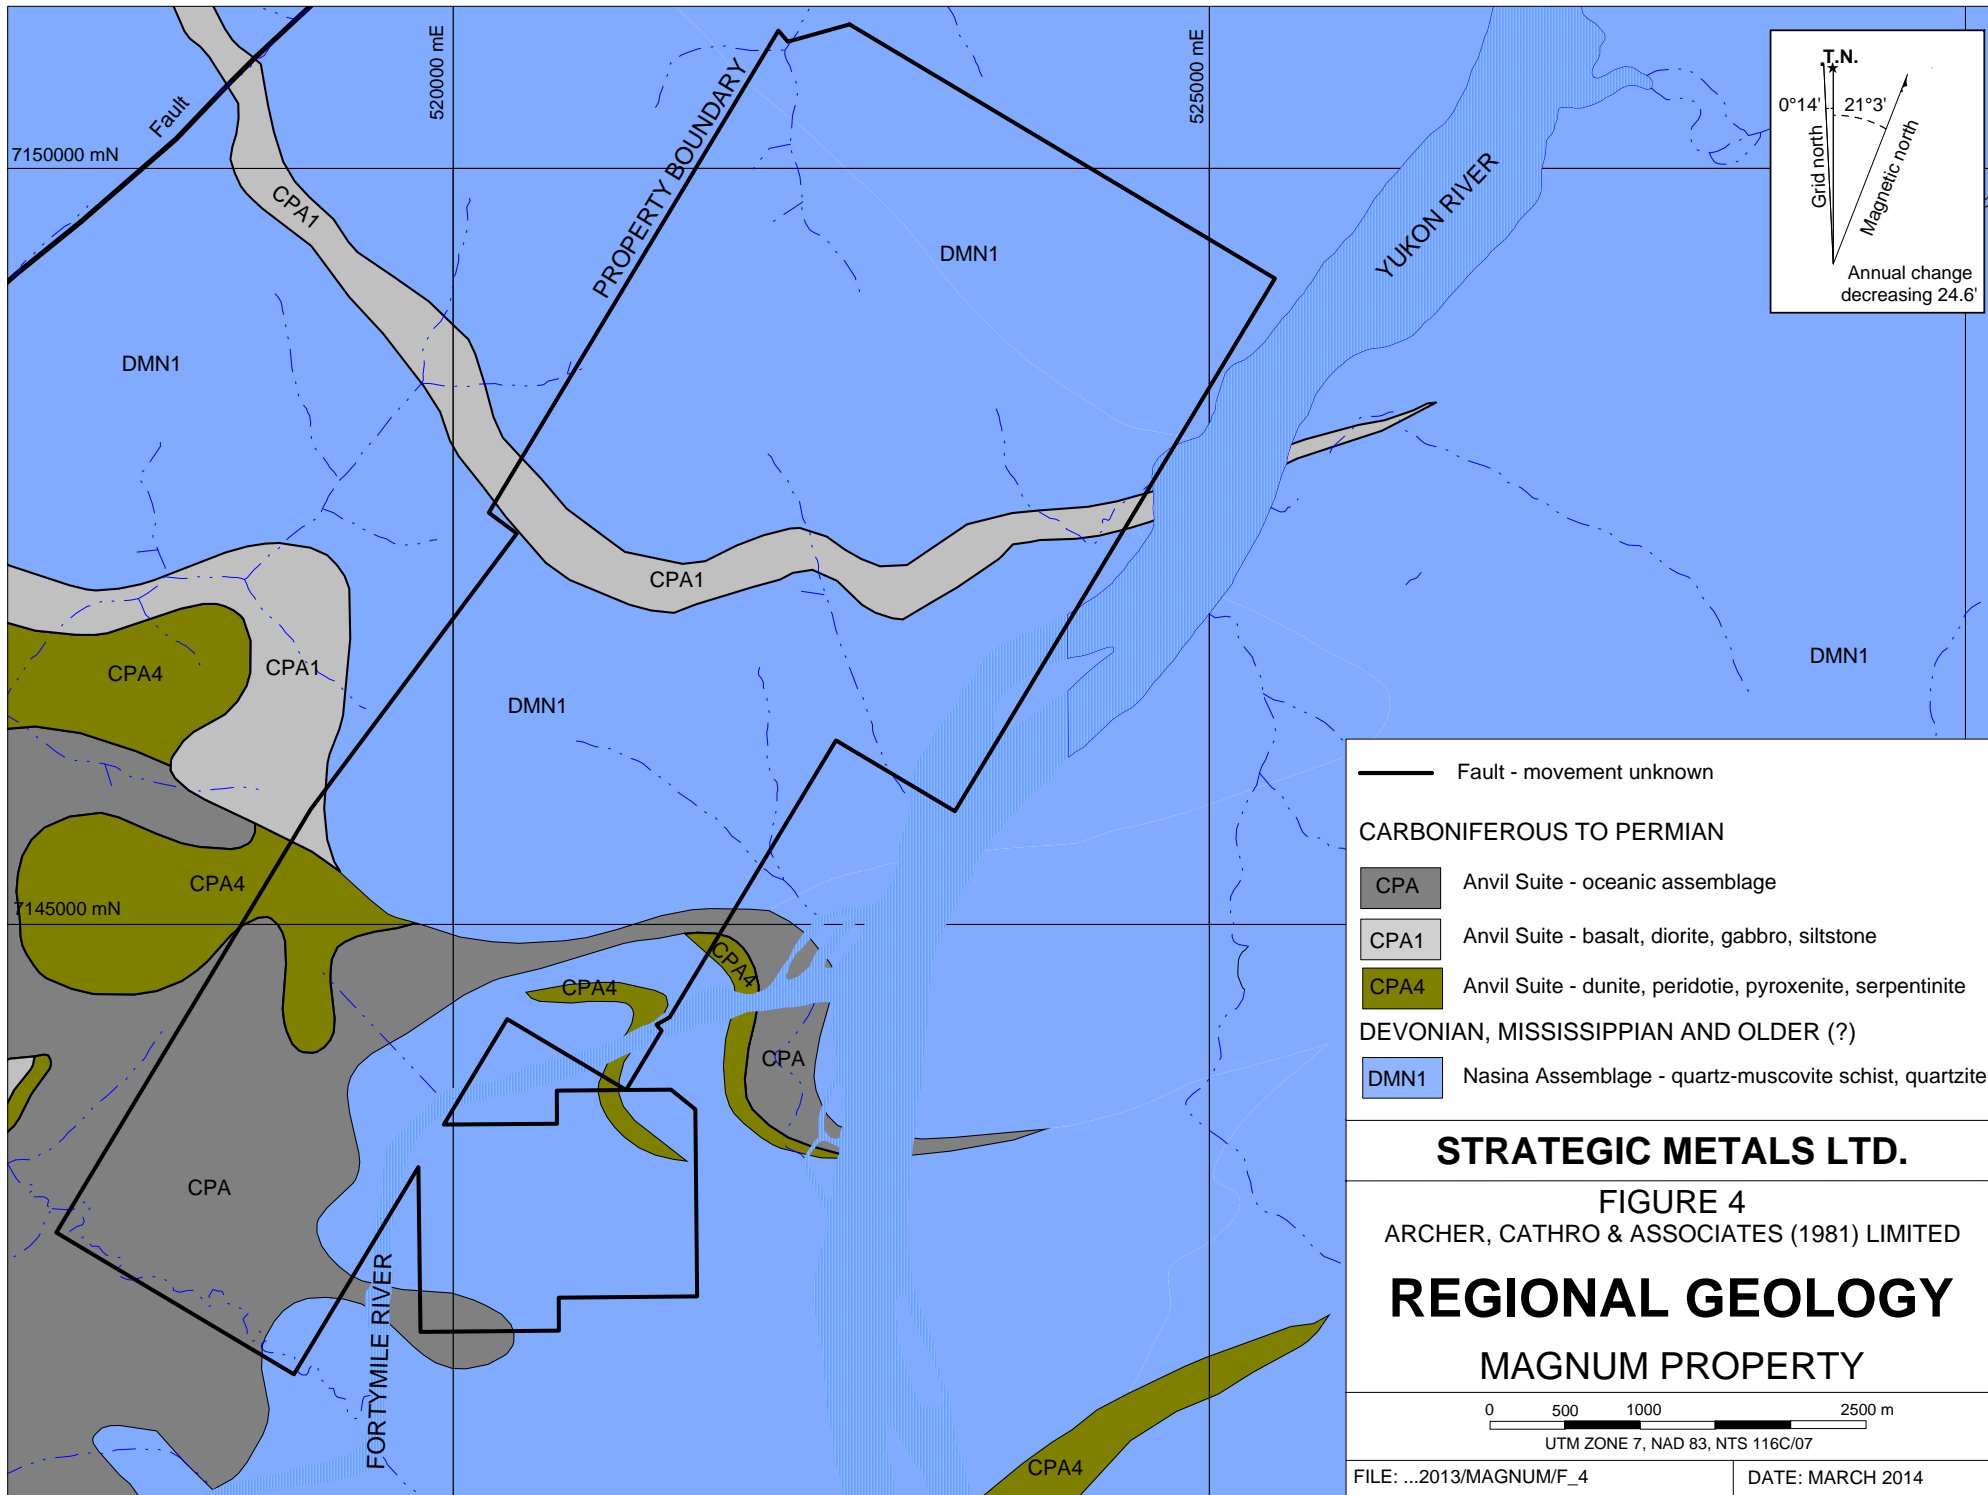 520000 mE
525000 mE
7150000 mN
7145000 mN
Fault
PROPERTY BOUNDARY
YUKON RIVER
FORTYMILE RIVER
CPA1
DMN1
DMN1
CPA1
CPA4
CPA1
DMN1
DMN1
CPA4
CPA4
CPA4
CPA
CPA
CPA4
T.N.
0°14'
21°3'
Grid north
Magnetic north
Annual change
decreasing 24.6'
Fault - movement unknown
CARBONIFEROUS TO PERMIAN
CPA Anvil Suite - oceanic assemblage
CPA1 Anvil Suite - basalt, diorite, gabbro, siltstone
CPA4 Anvil Suite - dunite, peridotie, pyroxenite, serpentinite
DEVONIAN, MISSISSIPPIAN AND OLDER (?)
DMN1 Nasina Assemblage - quartz-muscovite schist, quartzite
STRATEGIC METALS LTD.
FIGURE 4
ARCHER, CATHRO & ASSOCIATES (1981) LIMITED
REGIONAL GEOLOGY
MAGNUM PROPERTY
0 500 1000 2500 m
UTM ZONE 7, NAD 83, NTS 116C/07
FILE: ...2013/MAGNUM/F_4
DATE: MARCH 2014